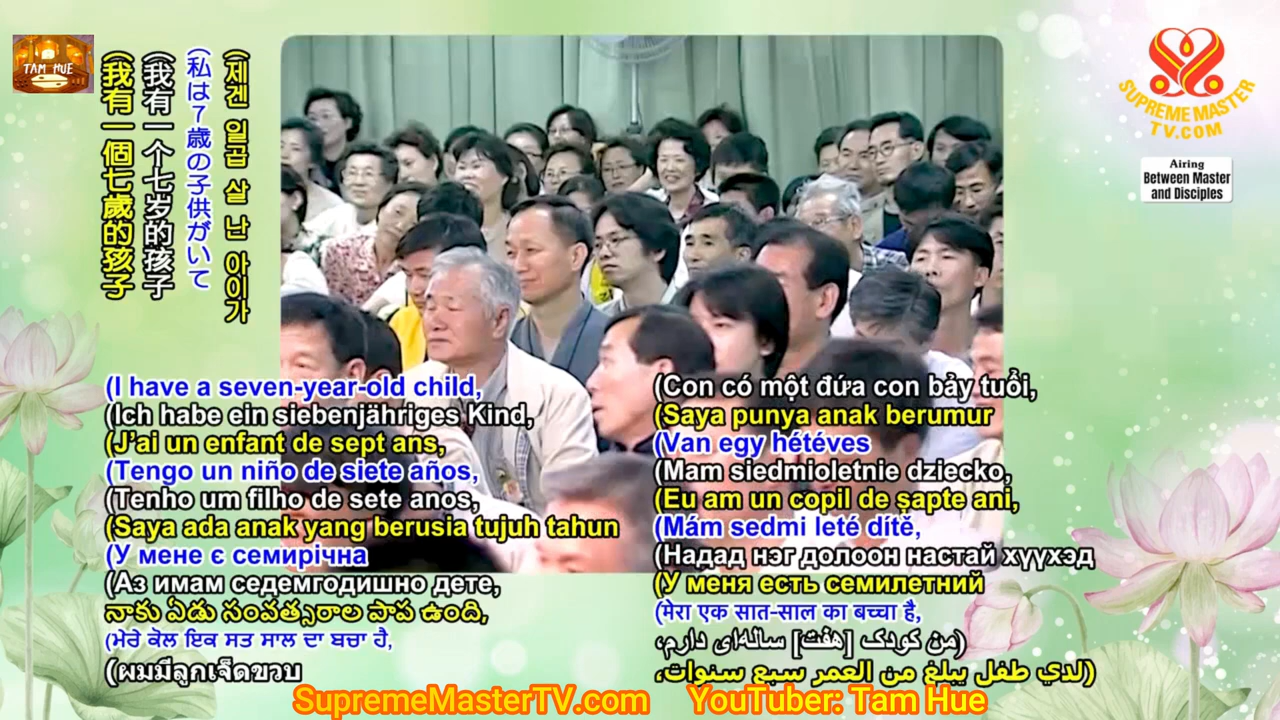 TAM HUE
(我有一個七歲的孩子
(我有一个七岁的孩子
(私は7歳の子供がいて
(제겐 일곱 살 난 아이가
SUPREME MASTER
TV.COM
Airing
Between Master
and Disciples
(I have a seven-year-old child,
(Ich habe ein siebenjähriges Kind,
(J'ai un enfant de sept ans,
(Tengo un niño de siete años,
(Tenho um filho de sete anos,
(Saya ada anak yang berusia tujuh tahun
(У мене є семирічна
(Аз имам седемгодишно дете,
నాకు ఏడు సంవత్సరాల పాప ఉంది,
(ਮੇਰੇ ਕੋਲ ਇਕ ਸਤ ਸਾਲ ਦਾ ਬਚਾ ਹੈ,
(ผมมีลูกเจ็ดขวบ
(Con có một đứa con bảy tuổi,
(Saya punya anak berumur
(Van egy hétéves
(Mam siedmioletnie dziecko,
(Eu am un copil de șapte ani,
(Mám sedmi leté dítě,
(Надад нэг долоон настай хүүхэд
(У меня есть семилетний
(मेरा एक सात-साल का बच्चा है,
(من کودک [هفت] ساله‌ای دارم،
(لدي طفل يبلغ من العمر سبع سنوات،
SupremeMasterTV.com YouTuber: Tam Hue